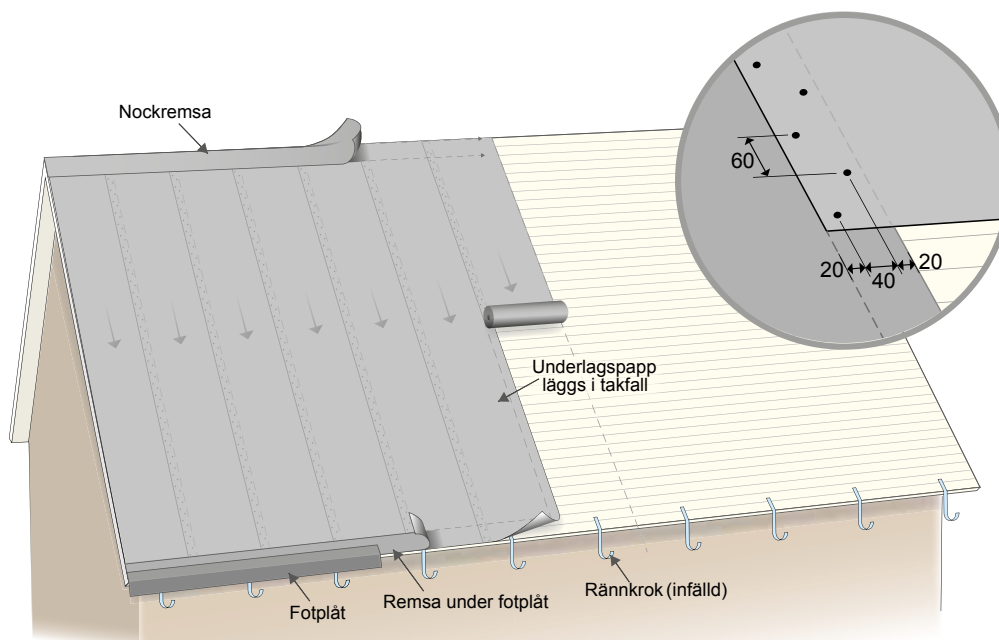 Nockremsa
60
20
40
20
Underlagspapp
läggs i takfall
Rännkrok (infälld)
Remsa under fotplåt
Fotplåt